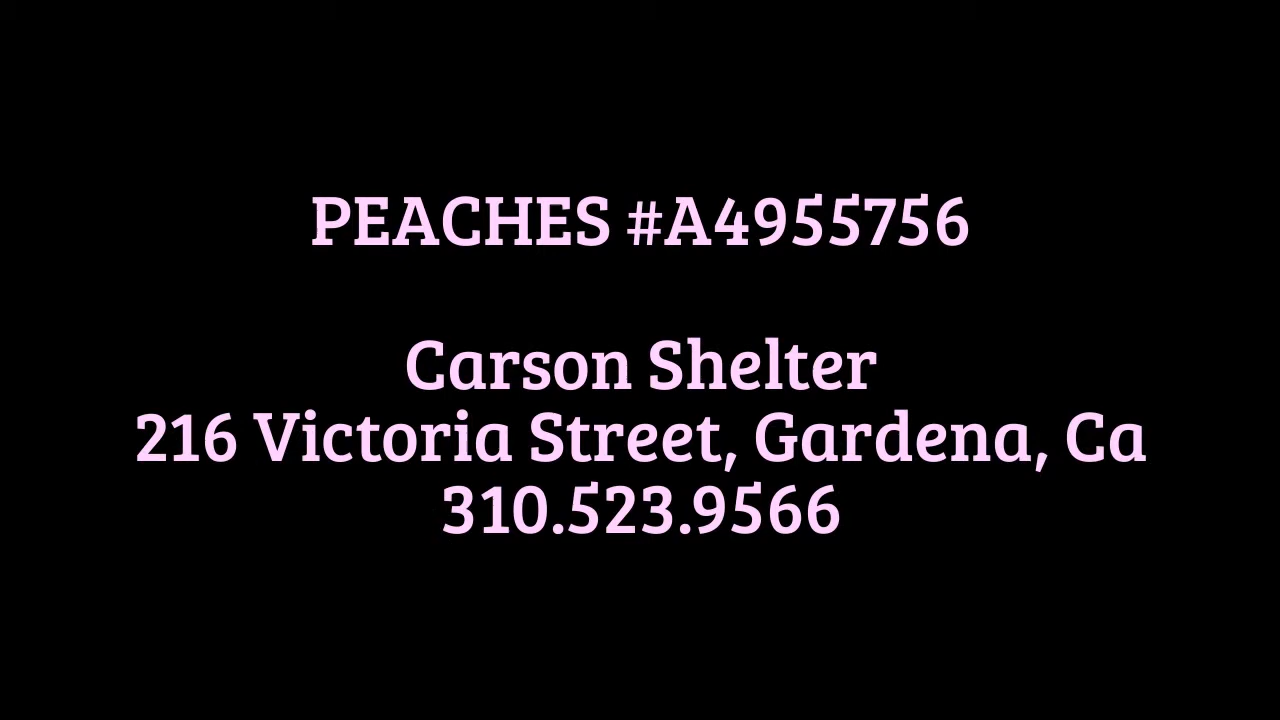 PEACHES #A4955756
Carson Shelter
216 Victoria Street, Gardena, Ca
310.523.9566